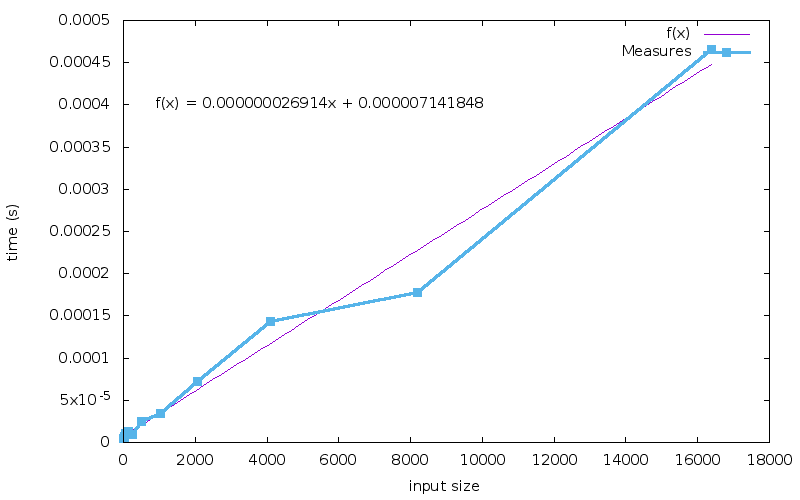 0.0005
f(x)
Measures
0.00045
0.0004
f(x) = 0.000000026914x + 0.000007141848
0.00035
0.0003
0.00025
time (s)
0.0002
0.00015
0.0001
5x10⁻⁵
0
0 2000 4000 6000 8000 10000 12000 14000 16000 18000
input size